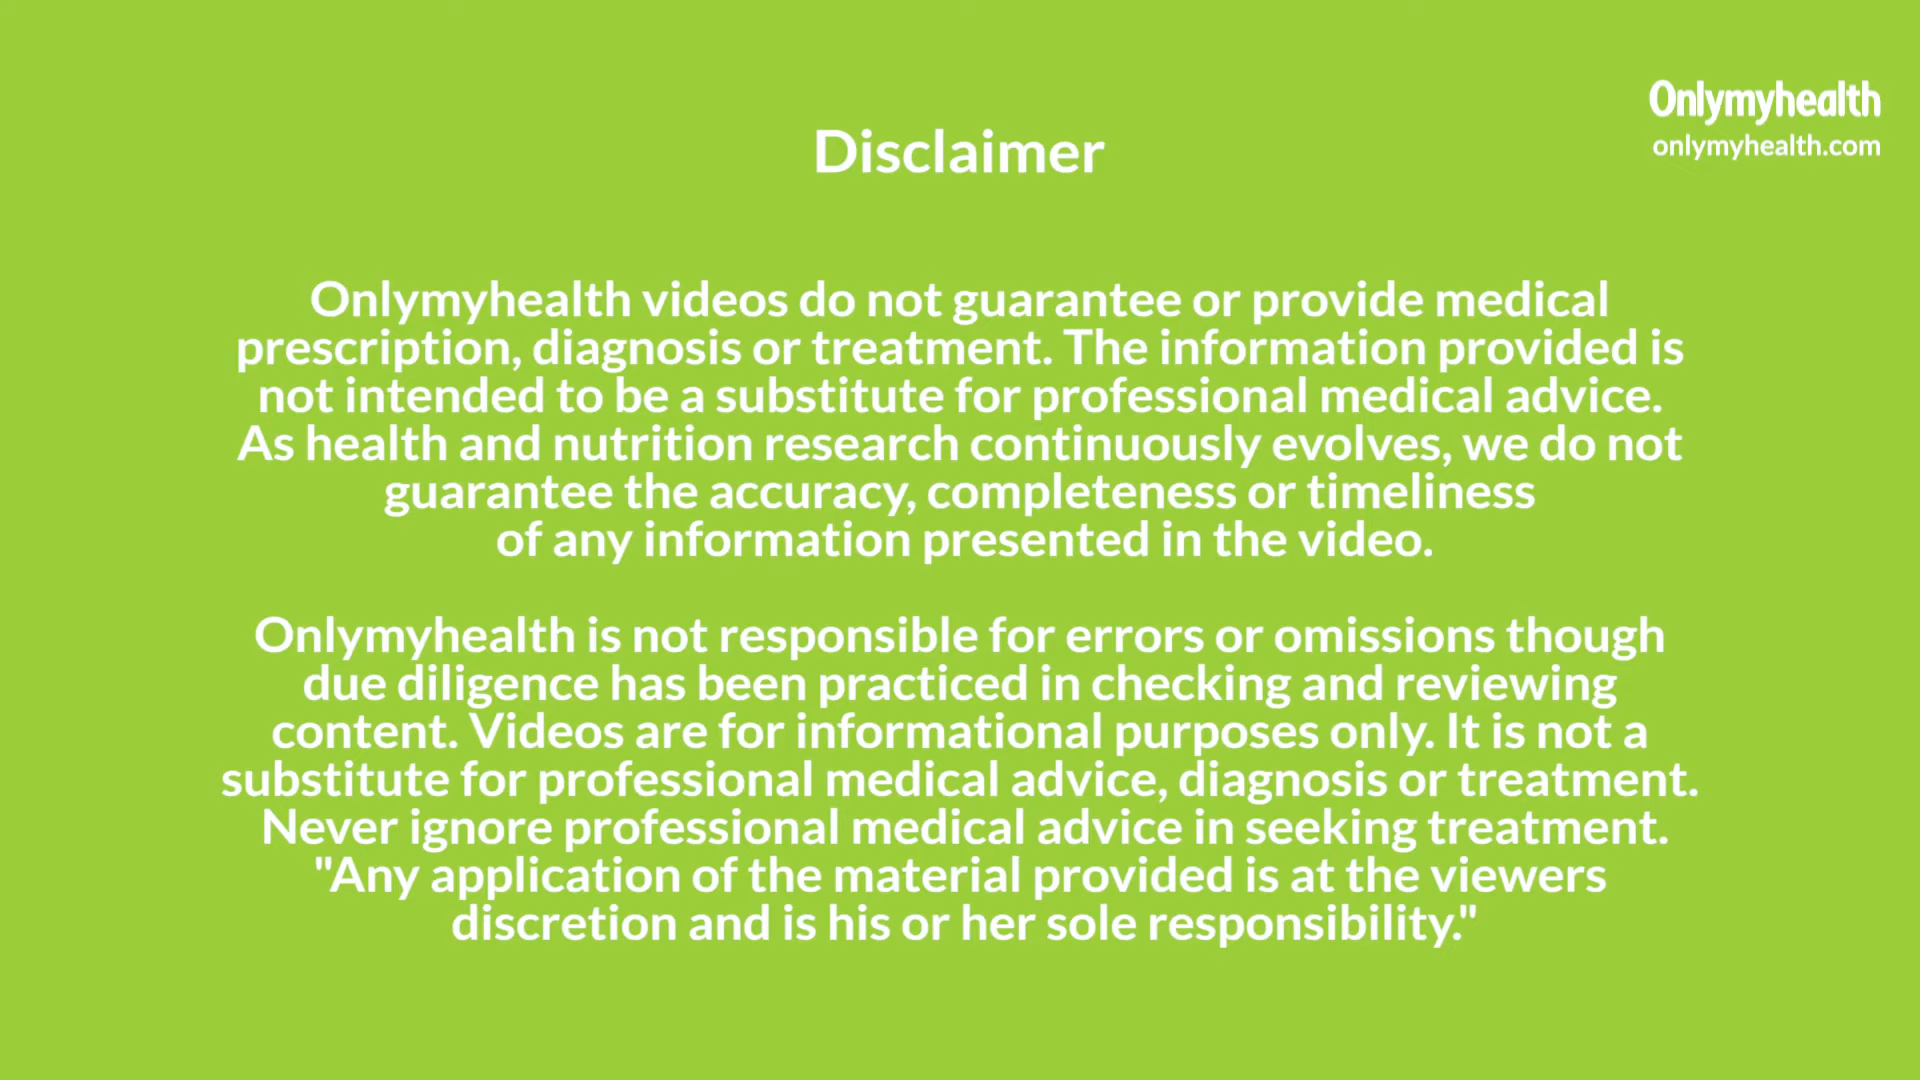 Onlymyhealth
onlymyhealth.com
Disclaimer
Onlymyhealth videos do not guarantee or provide medical
prescription, diagnosis or treatment. The information provided is
not intended to be a substitute for professional medical advice.
As health and nutrition research continuously evolves, we do not
guarantee the accuracy, completeness or timeliness
of any information presented in the video.
Onlymyhealth is not responsible for errors or omissions though
due diligence has been practiced in checking and reviewing
content. Videos are for informational purposes only. It is not a
substitute for professional medical advice, diagnosis or treatment.
Never ignore professional medical advice in seeking treatment.
"Any application of the material provided is at the viewers
discretion and is his or her sole responsibility."